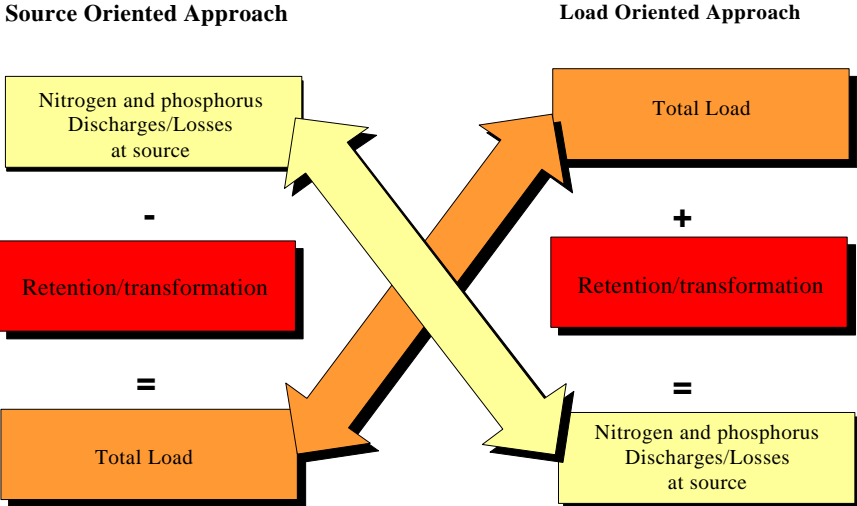 Source Oriented Approach
Nitrogen and phosphorus
Discharges/Losses
at source
-
Retention/transformation
=
Total Load
Load Oriented Approach
Total Load
+
Retention/transformation
=
Nitrogen and phosphorus
Discharges/Losses
at source